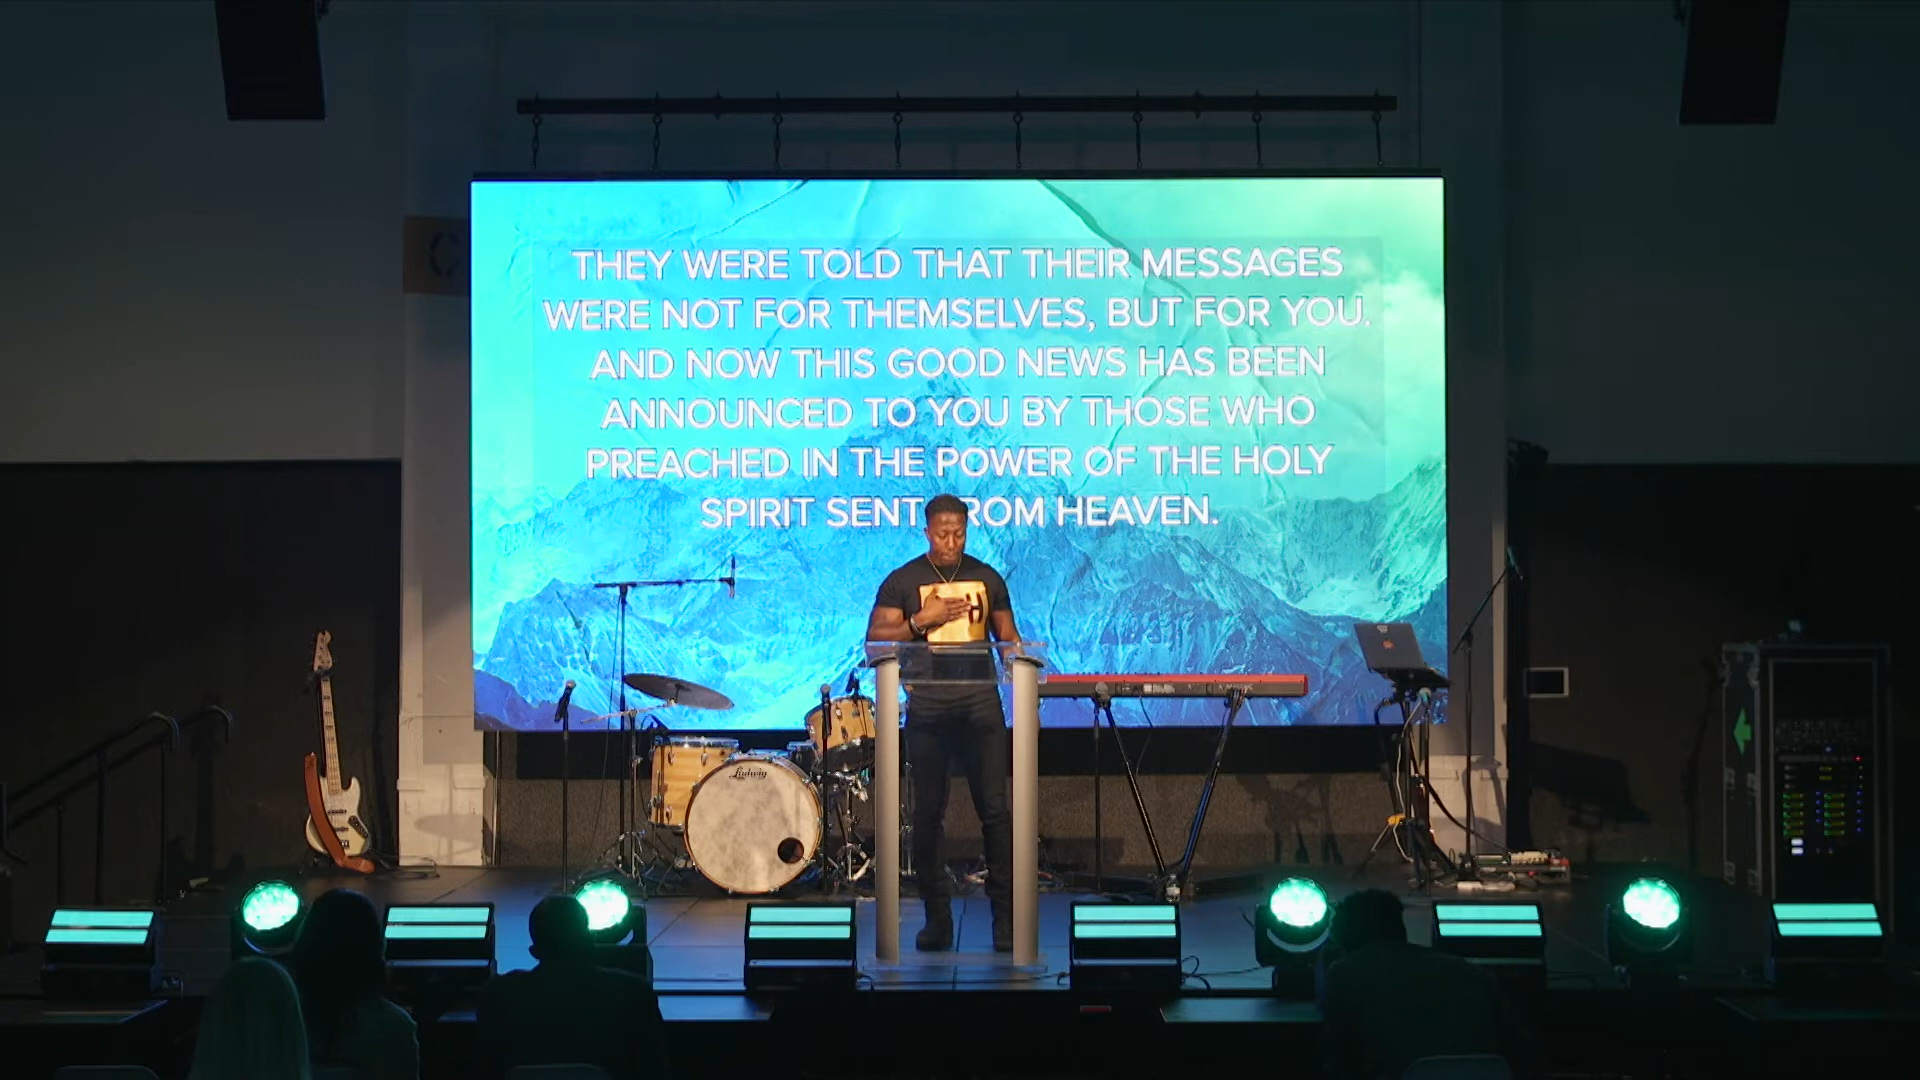 THEY WERE TOLD THAT THEIR MESSAGES
WERE NOT FOR THEMSELVES, BUT FOR YOU.
AND NOW THIS GOOD NEWS HAS BEEN
ANNOUNCED TO YOU BY THOSE WHO
PREACHED IN THE POWER OF THE HOLY
SPIRIT SENT FROM HEAVEN.
H
Ludwig